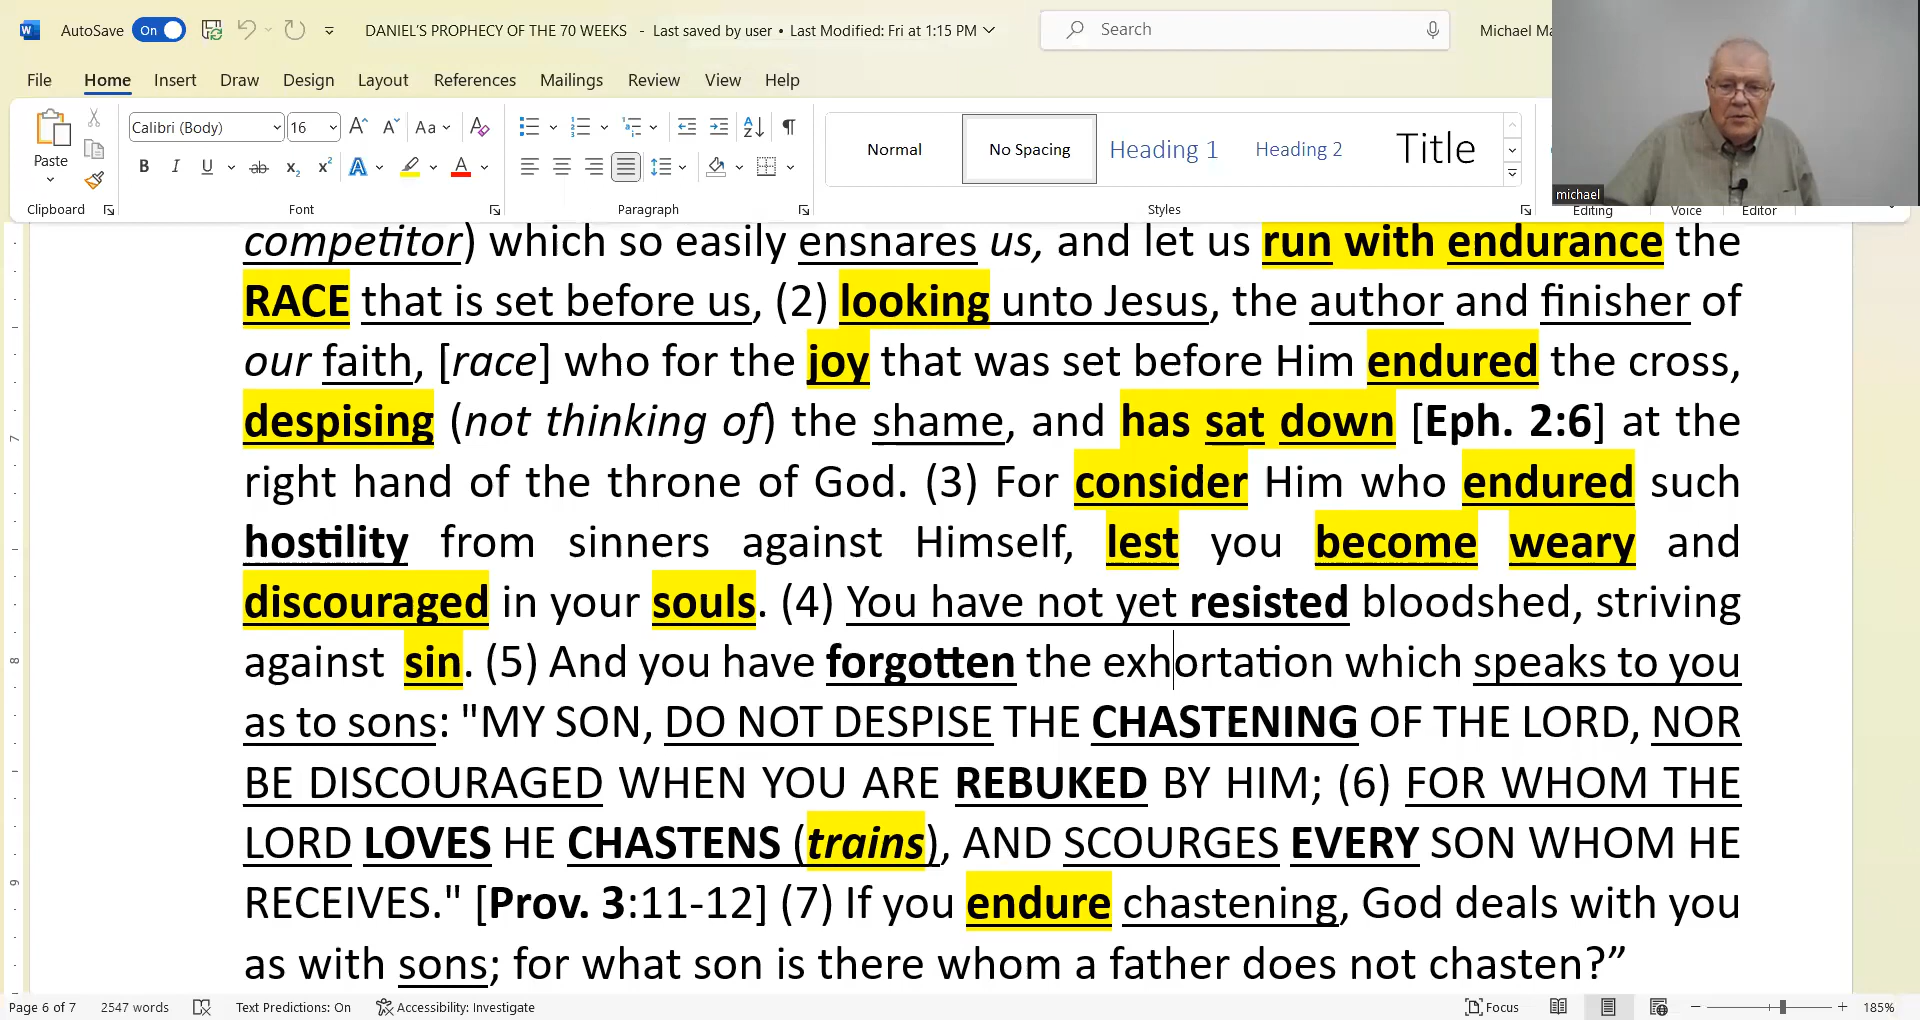 AutoSave On DANIEL'S PROPHECY OF THE 70 WEEKS - Last saved by user • Last Modified: Fri at 1:15 PM Search Michael Ma
File Home Insert Draw Design Layout References Mailings Review View Help
Paste
Calibri (Body) 16 Aa
Normal No Spacing Heading 1 Heading 2 Title
B I U ab x₂ x² A A
michael
Clipboard Font Paragraph Styles Editing Voice Editor
competitor) which so easily ensnares us, and let us run with endurance the
RACE that is set before us, (2) looking unto Jesus, the author and finisher of
our faith, [race] who for the joy that was set before Him endured the cross,
despising (not thinking of) the shame, and has sat down [Eph. 2:6] at the
right hand of the throne of God. (3) For consider Him who endured such
hostility from sinners against Himself, lest you become weary and
discouraged in your souls. (4) You have not yet resisted bloodshed, striving
against sin. (5) And you have forgotten the exhortation which speaks to you
as to sons: "MY SON, DO NOT DESPISE THE CHASTENING OF THE LORD, NOR
BE DISCOURAGED WHEN YOU ARE REBUKED BY HIM; (6) FOR WHOM THE
LORD LOVES HE CHASTENS (trains), AND SCOURGES EVERY SON WHOM HE
RECEIVES." [Prov. 3:11-12] (7) If you endure chastening, God deals with you
as with sons; for what son is there whom a father does not chasten?”
7
8
9
Page 6 of 7 2547 words Text Predictions: On Accessibility: Investigate Focus 185%